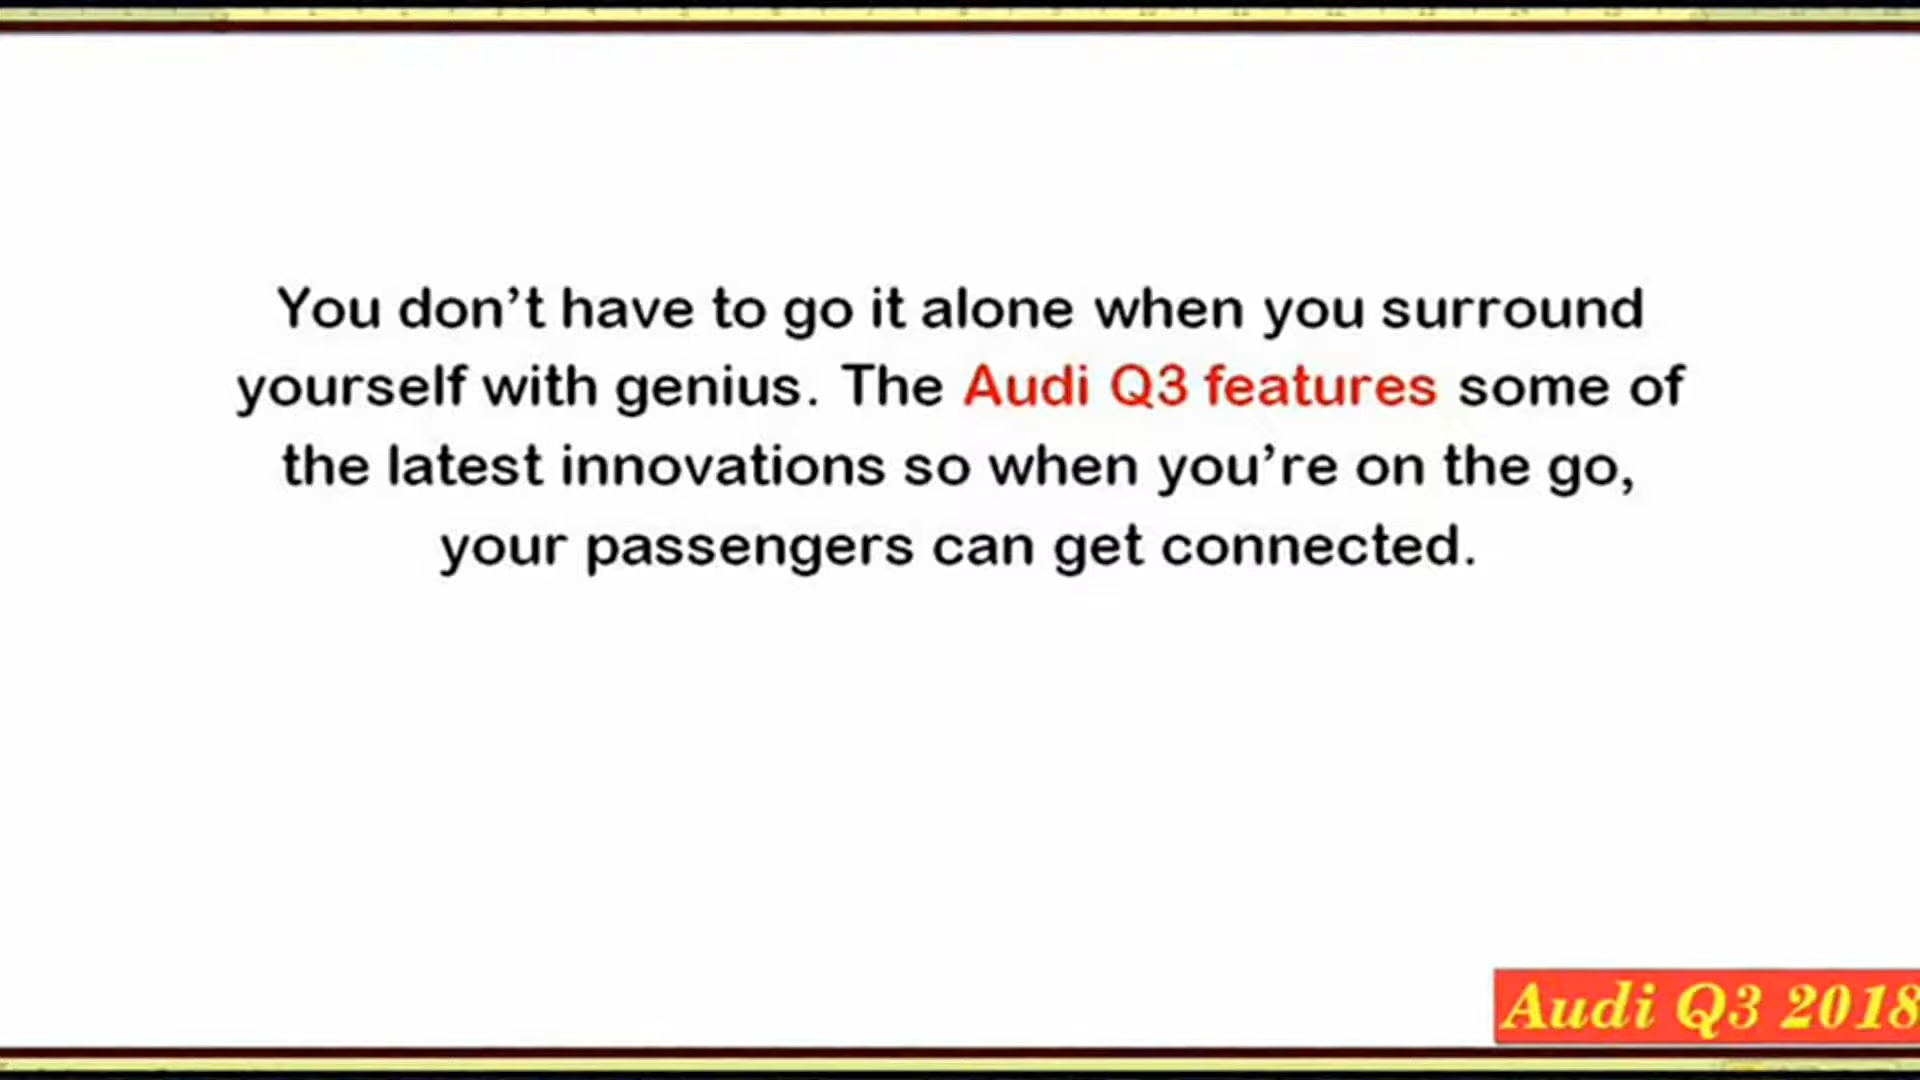 You don’t have to go it alone when you surround
yourself with genius. The Audi Q3 features some of
the latest innovations so when you’re on the go,
your passengers can get connected.
Audi Q3 2018